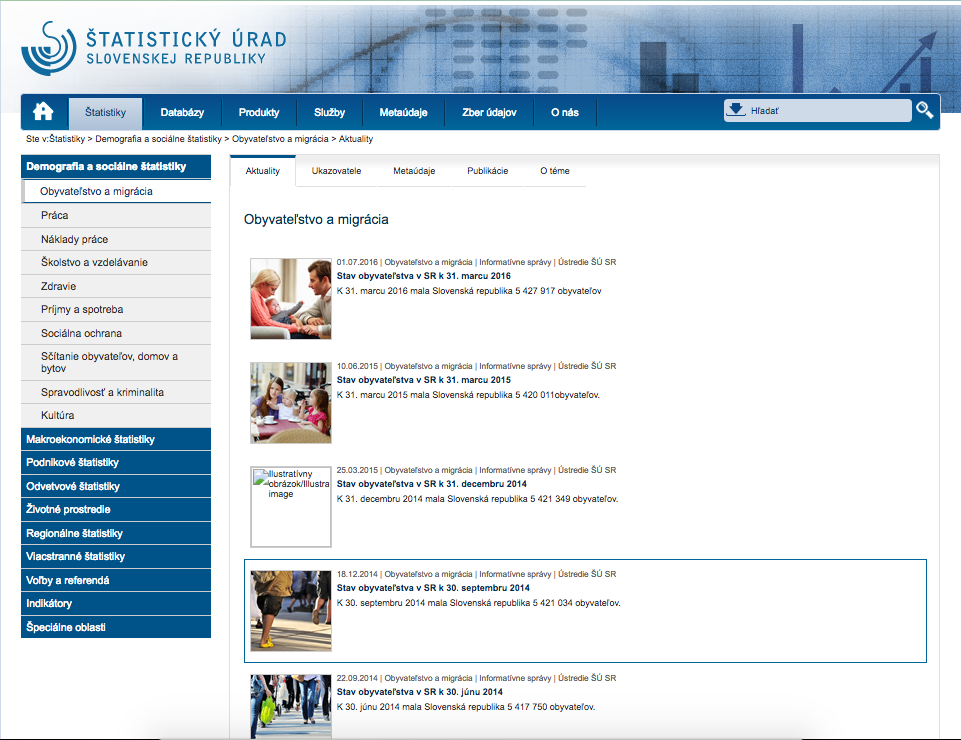 ŠTATISTICKÝ ÚRAD
SLOVENSKEJ REPUBLIKY
Štatistiky Databázy Produkty Služby Metaúdaje Zber údajov O nás Hľadať
Ste v:Štatistiky > Demografia a sociálne štatistiky > Obyvateľstvo a migrácia > Aktuality
Demografia a sociálne štatistiky
Obyvateľstvo a migrácia
Práca
Náklady práce
Školstvo a vzdelávanie
Zdravie
Príjmy a spotreba
Sociálna ochrana
Sčítanie obyvateľov, domov a
bytov
Spravodlivosť a kriminalita
Kultúra
Makroekonomické štatistiky
Podnikové štatistiky
Odvetvové štatistiky
Životné prostredie
Regionálne štatistiky
Viacstranné štatistiky
Voľby a referendá
Indikátory
Špeciálne oblasti
Aktuality Ukazovatele Metaúdaje Publikácie O téme
Obyvateľstvo a migrácia
01.07.2016 | Obyvateľstvo a migrácia | Informatívne správy | Ústredie ŠÚ SR
Stav obyvateľstva v SR k 31. marcu 2016
K 31. marcu 2016 mala Slovenská republika 5 427 917 obyvateľov
10.06.2015 | Obyvateľstvo a migrácia | Informatívne správy | Ústredie ŠÚ SR
Stav obyvateľstva v SR k 31. marcu 2015
K 31. marcu 2015 mala Slovenská republika 5 420 011obyvateľov.
Illustratívny
obrázok/Illustra
image
25.03.2015 | Obyvateľstvo a migrácia | Informatívne správy | Ústredie ŠÚ SR
Stav obyvateľstva v SR k 31. decembru 2014
K 31. decembru 2014 mala Slovenská republika 5 421 349 obyvateľov.
18.12.2014 | Obyvateľstvo a migrácia | Informatívne správy | Ústredie ŠÚ SR
Stav obyvateľstva v SR k 30. septembru 2014
K 30. septembru 2014 mala Slovenská republika 5 421 034 obyvateľov.
22.09.2014 | Obyvateľstvo a migrácia | Informatívne správy | Ústredie ŠÚ SR
Stav obyvateľstva v SR k 30. júnu 2014
K 30. júnu 2014 mala Slovenská republika 5 417 750 obyvateľov.